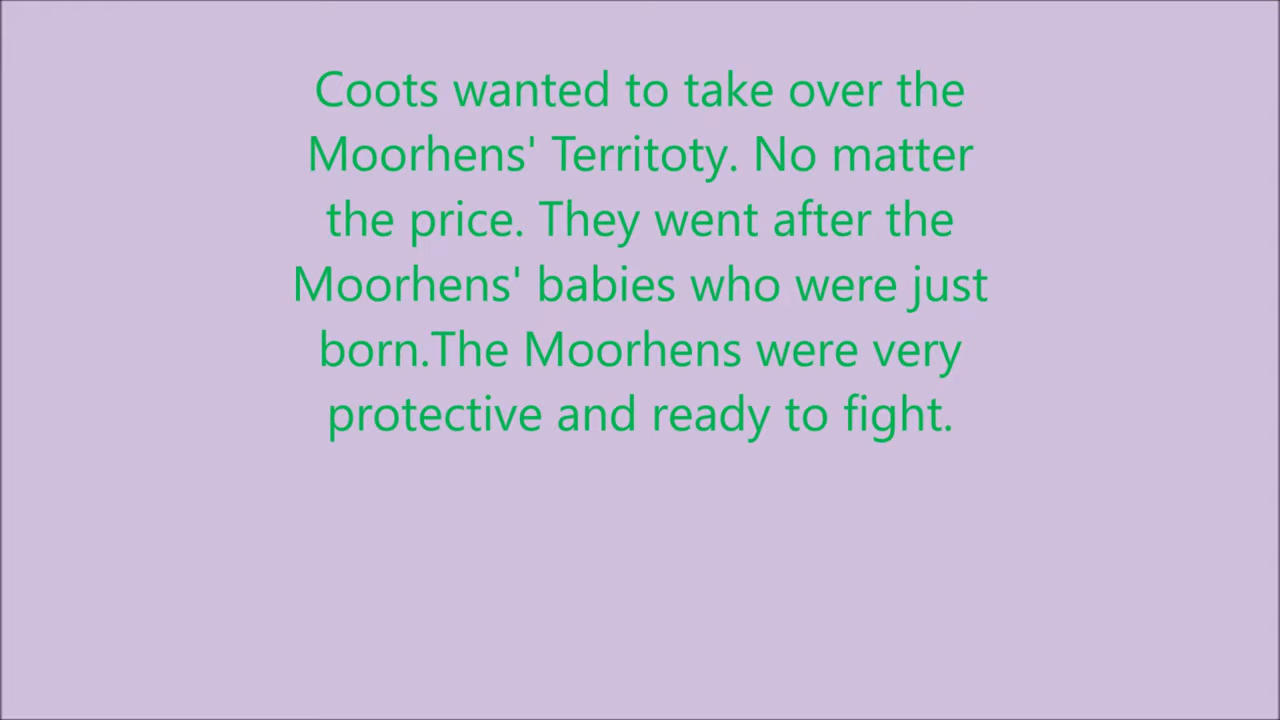 Coots wanted to take over the
Moorhens' Territoty. No matter
the price. They went after the
Moorhens' babies who were just
born.The Moorhens were very
protective and ready to fight.